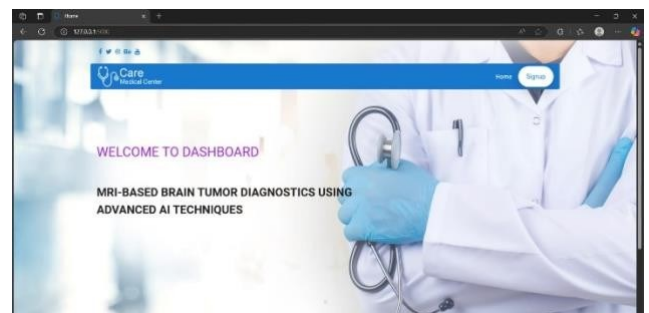 Home
127.0.0.1
Care
Medical Center
Home
Signup
WELCOME TO DASHBOARD
MRI-BASED BRAIN TUMOR DIAGNOSTICS USING
ADVANCED AI TECHNIQUES